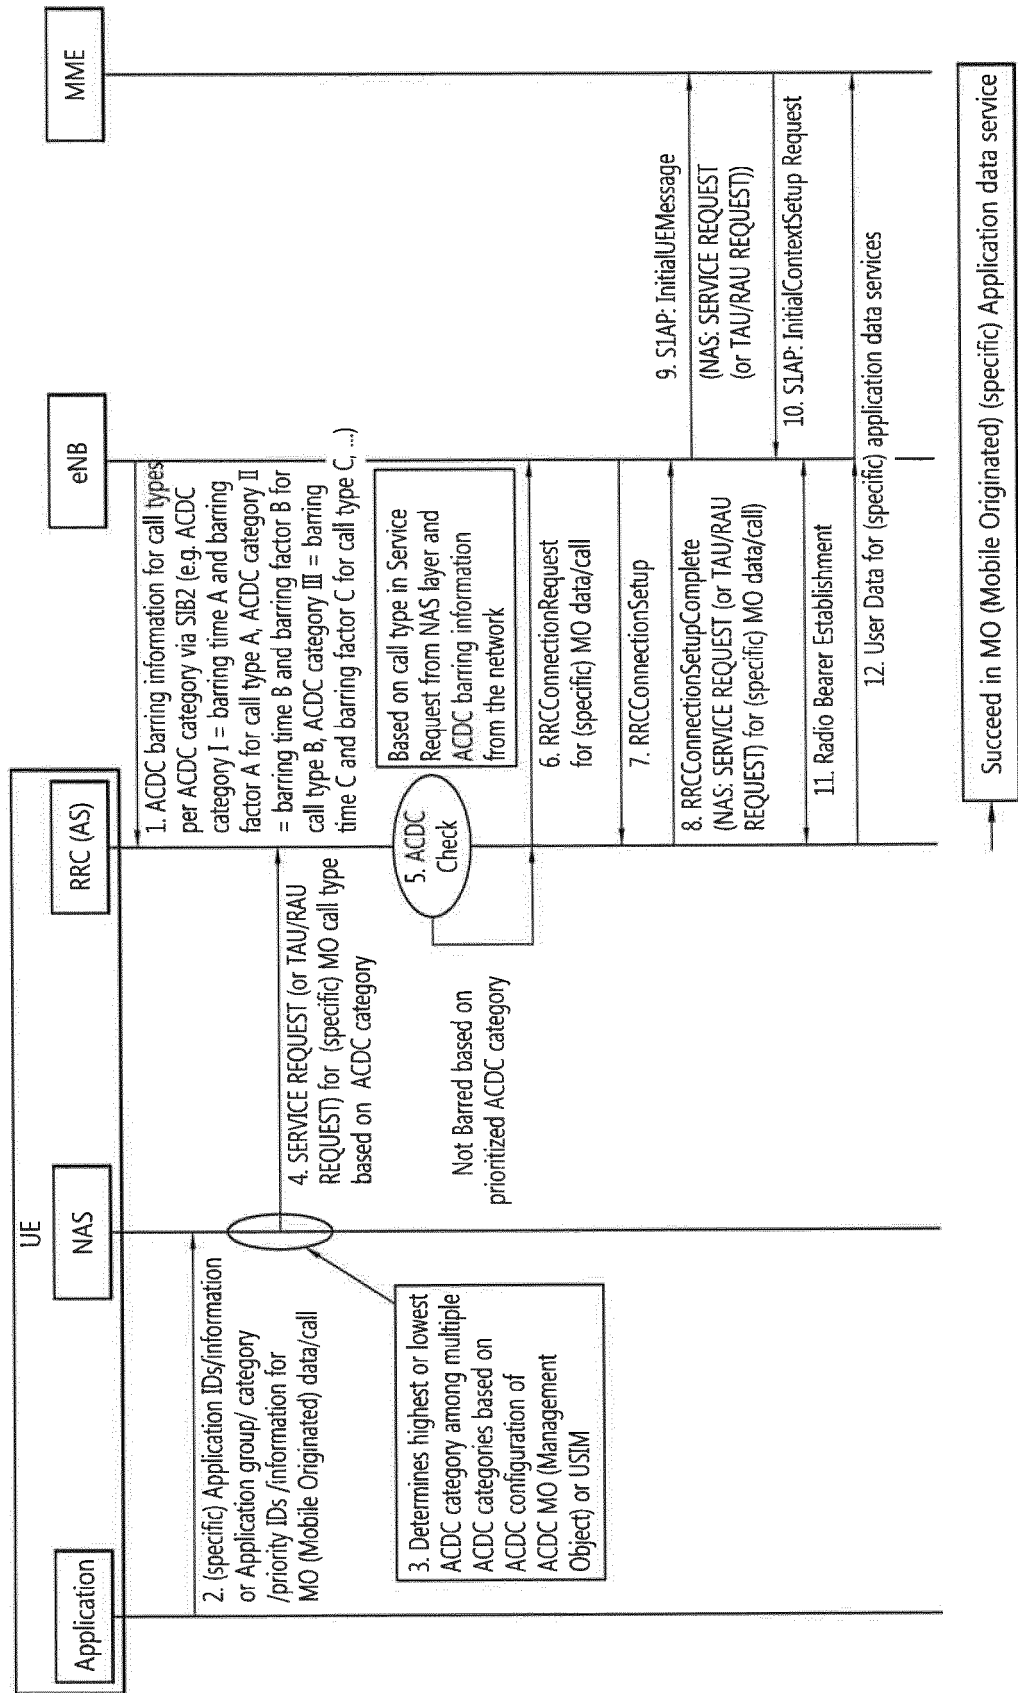 UE
Application
NAS
RRC (AS)
eNB
MME
1. ACDC barring information for call types
per ACDC category via SIB2 (e.g. ACDC
category I = barring time A and barring
factor A for call type A, ACDC category II
= barring time B and barring factor B for
call type B, ACDC category III = barring
time C and barring factor C for call type C, ...)
2. (specific) Application IDs/information
or Application group/ category
/priority IDs /information for
MO (Mobile Originated) data/call
3. Determines highest or lowest
ACDC category among multiple
ACDC categories based on
ACDC configuration of
ACDC MO (Management
Object) or USIM
4. SERVICE REQUEST (or TAU/RAU
REQUEST) for (specific) MO call type
based on ACDC category
5. ACDC
Check
Based on call type in Service
Request from NAS layer and
ACDC barring information
from the network
Not Barred based on
prioritized ACDC category
6. RRCConnectionRequest
for (specific) MO data/call
7. RRCConnectionSetup
8. RRCConnectionSetupComplete
(NAS: SERVICE REQUEST (or TAU/RAU
REQUEST) for (specific) MO data/call)
9. S1AP: InitialUEMessage
(NAS: SERVICE REQUEST
(or TAU/RAU REQUEST))
10. S1AP: InitialContextSetup Request
11. Radio Bearer Establishment
12. User Data for (specific) application data services
Succeed in MO (Mobile Originated) (specific) Application data service